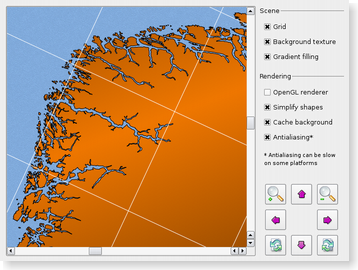 Scene
Grid
Background texture
Gradient filling
Rendering
OpenGL renderer
Simplify shapes
Cache background
Antialiasing*
* Antialiasing can be slow
on some platforms